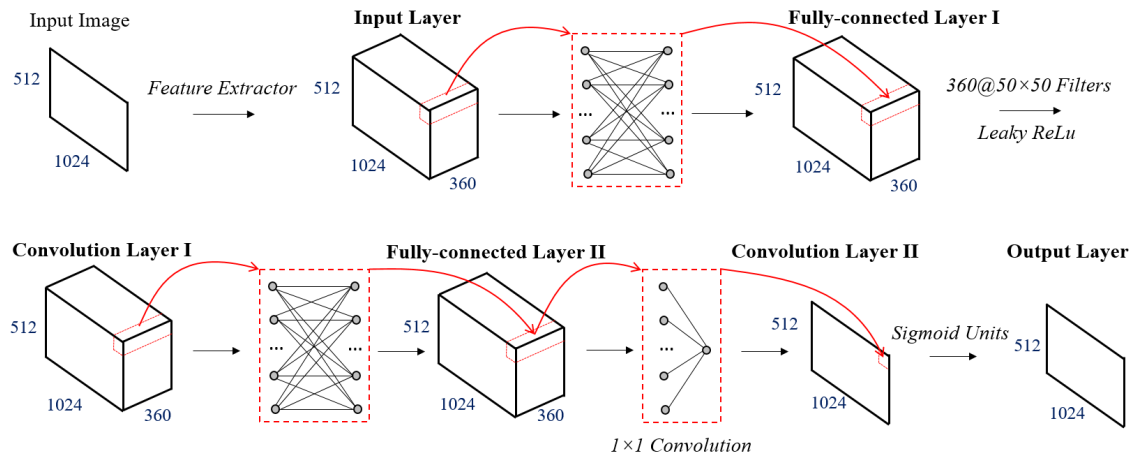 Input Image
512
1024
Feature Extractor
Input Layer
512
1024
360
...
...
Fully-connected Layer I
512
1024
360
360@50×50 Filters
Leaky ReLu
Convolution Layer I
512
1024
360
...
...
Fully-connected Layer II
512
1024
360
...
1×1 Convolution
Convolution Layer II
512
1024
Sigmoid Units
Output Layer
512
1024